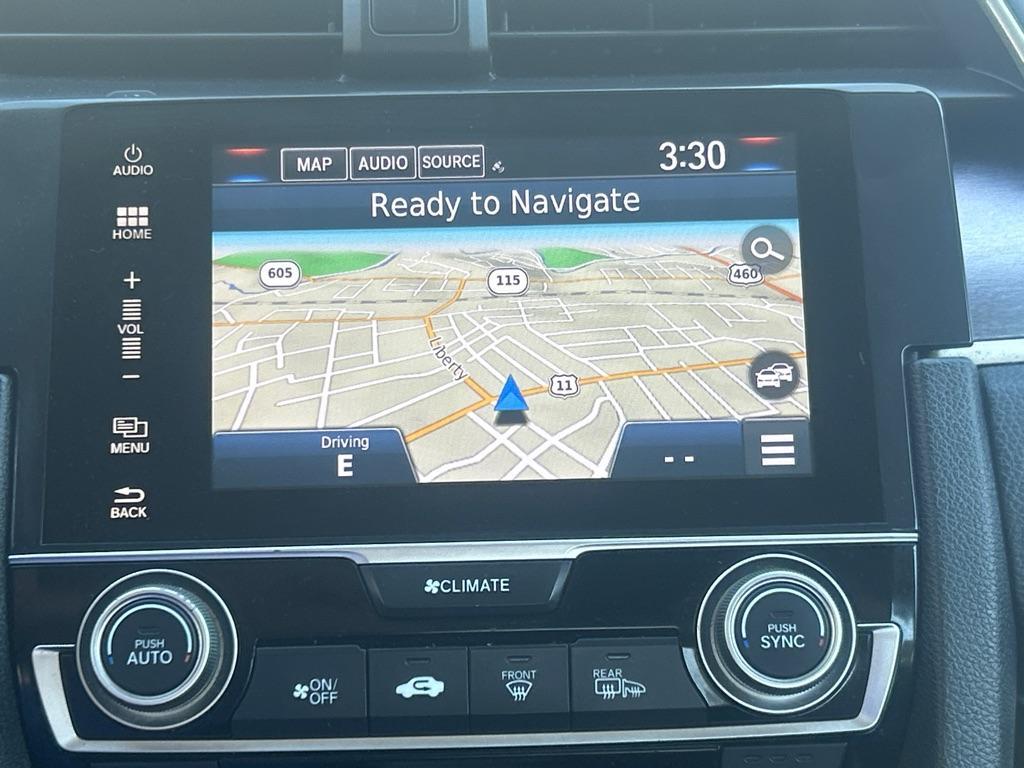 AUDIO
HOME
+
VOL
−
MENU
BACK
MAP AUDIO SOURCE 3:30
Ready to Navigate
605 115 460
Liberty
11
Driving
E
- -
CLIMATE
PUSH
AUTO
ON/
OFF
FRONT
REAR
PUSH
SYNC